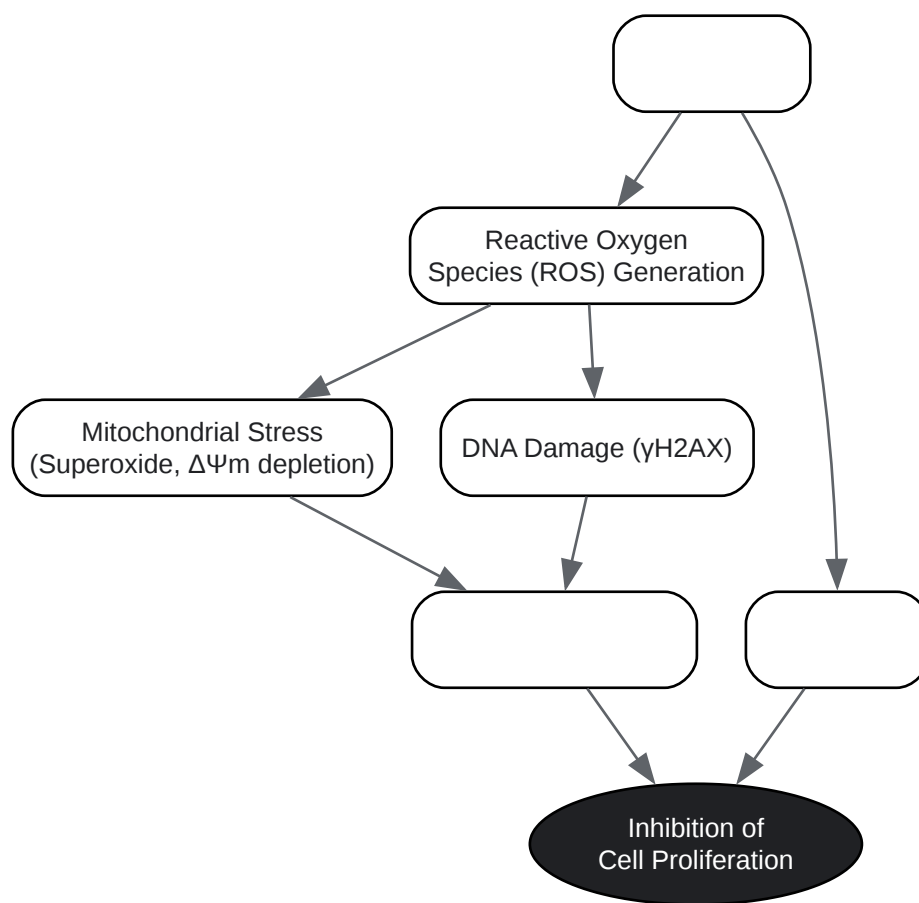 Reactive Oxygen
Species (ROS) Generation
Mitochondrial Stress
(Superoxide, ΔΨm depletion)
DNA Damage (γH2AX)
Inhibition of
Cell Proliferation